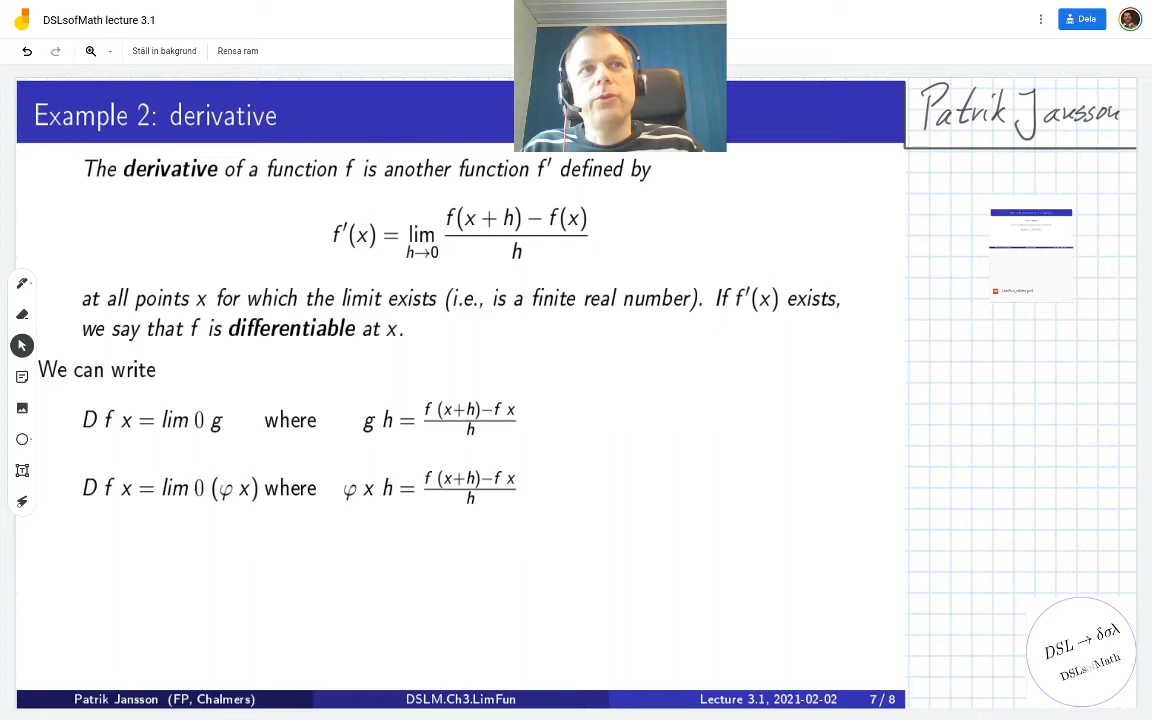 DSLsofMath lecture 3.1
Dela
Ställ in bakgrund
Rensa ram
Example 2: derivative
Patrik Jansson
The derivative of a function f is another function f′ defined by
f′(x) = lim h→0 f(x + h) − f(x) / h
at all points x for which the limit exists (i.e., is a finite real number). If f′(x) exists,
we say that f is differentiable at x.
We can write
D f x = lim 0 g where g h = f (x+h)−f x / h
D f x = lim 0 (φ x) where φ x h = f (x+h)−f x / h
DSL → δσλ
DSLsofMath
Patrik Jansson (FP, Chalmers)
DSLM.Ch3.LimFun
Lecture 3.1, 2021-02-02
7 / 8